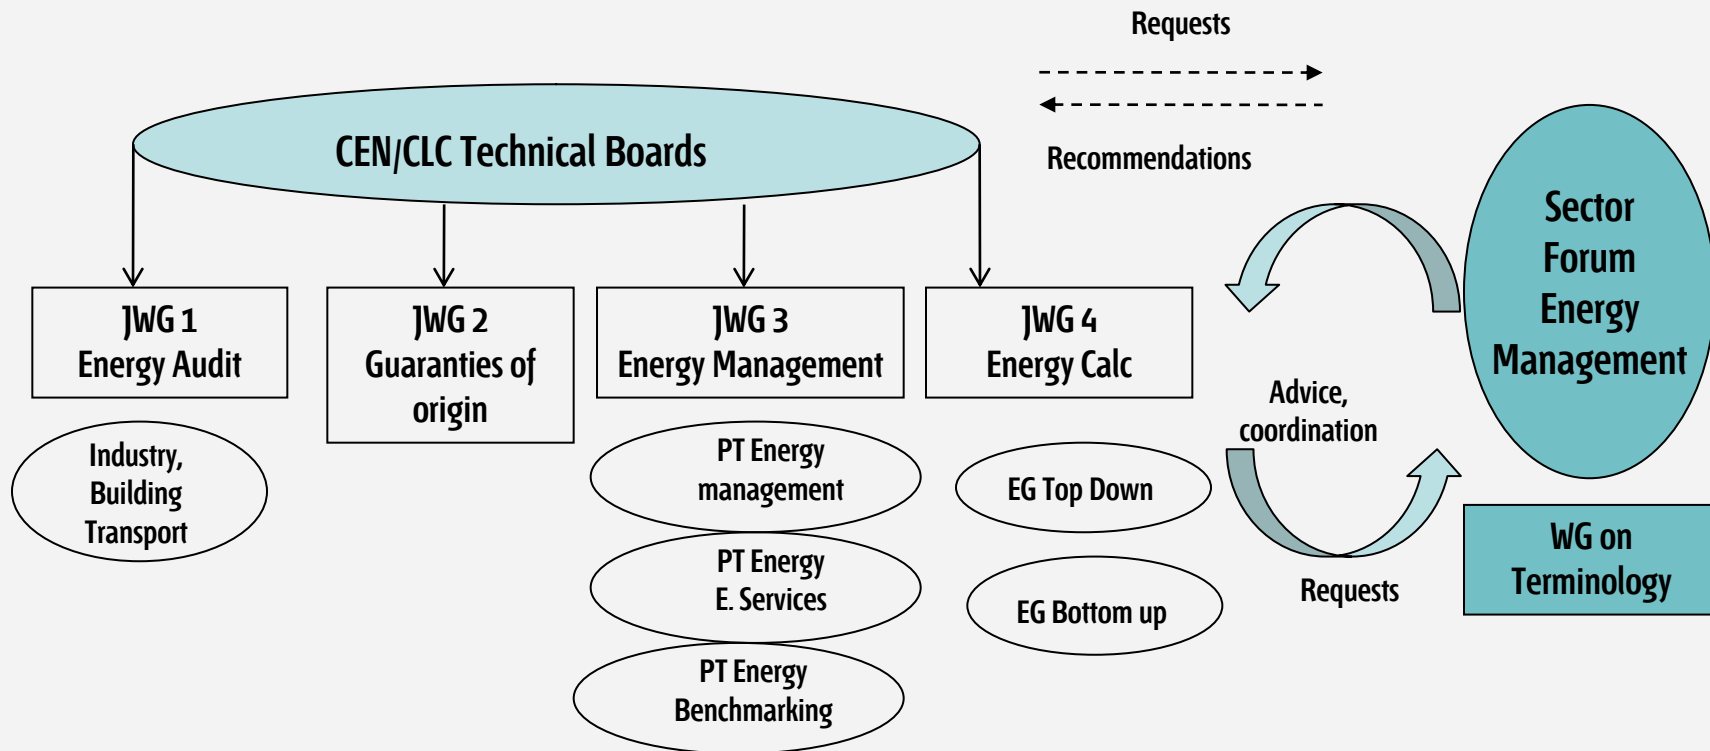 Requests
CEN/CLC Technical Boards
Recommendations
Sector
Forum
Energy
Management
JWG 1
Energy Audit
JWG 2
Guaranties of
origin
JWG 3
Energy Management
JWG 4
Energy Calc
Advice,
coordination
Industry,
Building
Transport
PT Energy
management
PT Energy
E. Services
PT Energy
Benchmarking
EG Top Down
EG Bottom up
Requests
WG on
Terminology